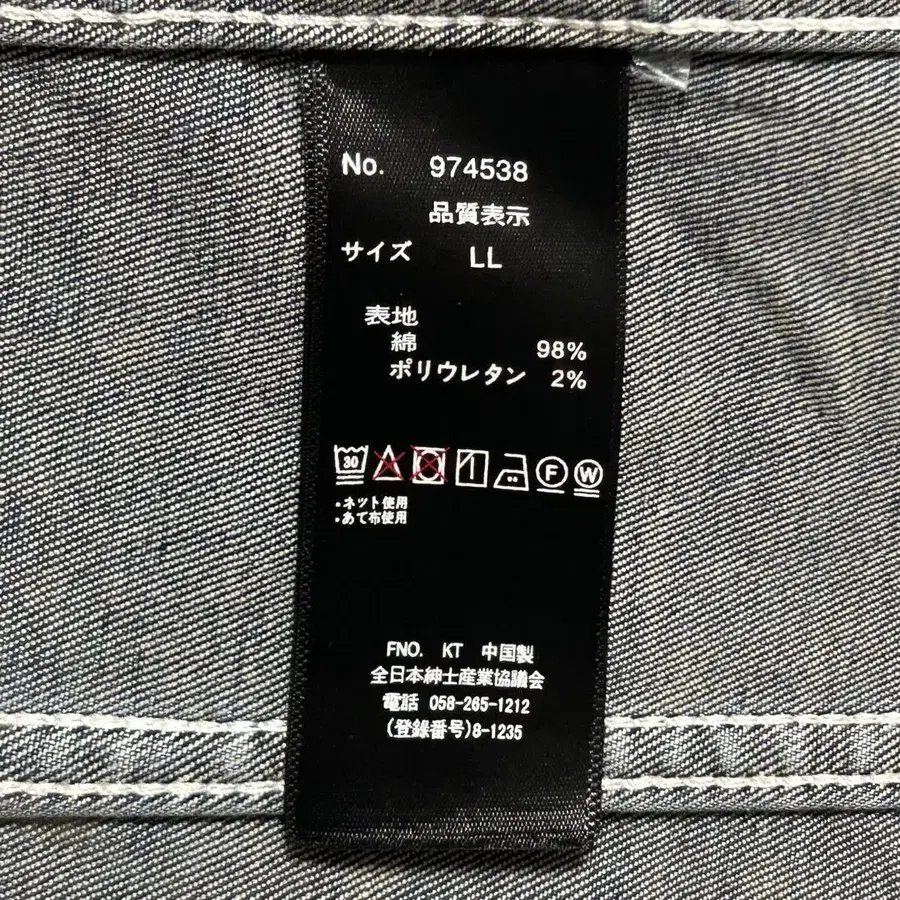 No. 974538
品質表示
サイズ LL
表地
綿 98%
ポリウレタン 2%
30 F W
・ネット使用
・あて布使用
FNO. KT 中国製
全日本紳士産業協議会
電話 058-265-1212
(登録番号)8-1235